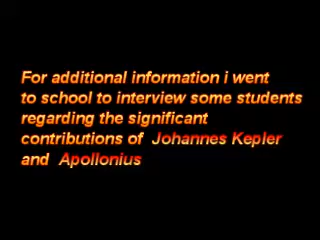 For additional information i went
to school to interview some students
regarding the significant
contributions of Johannes Kepler
and Apollonius